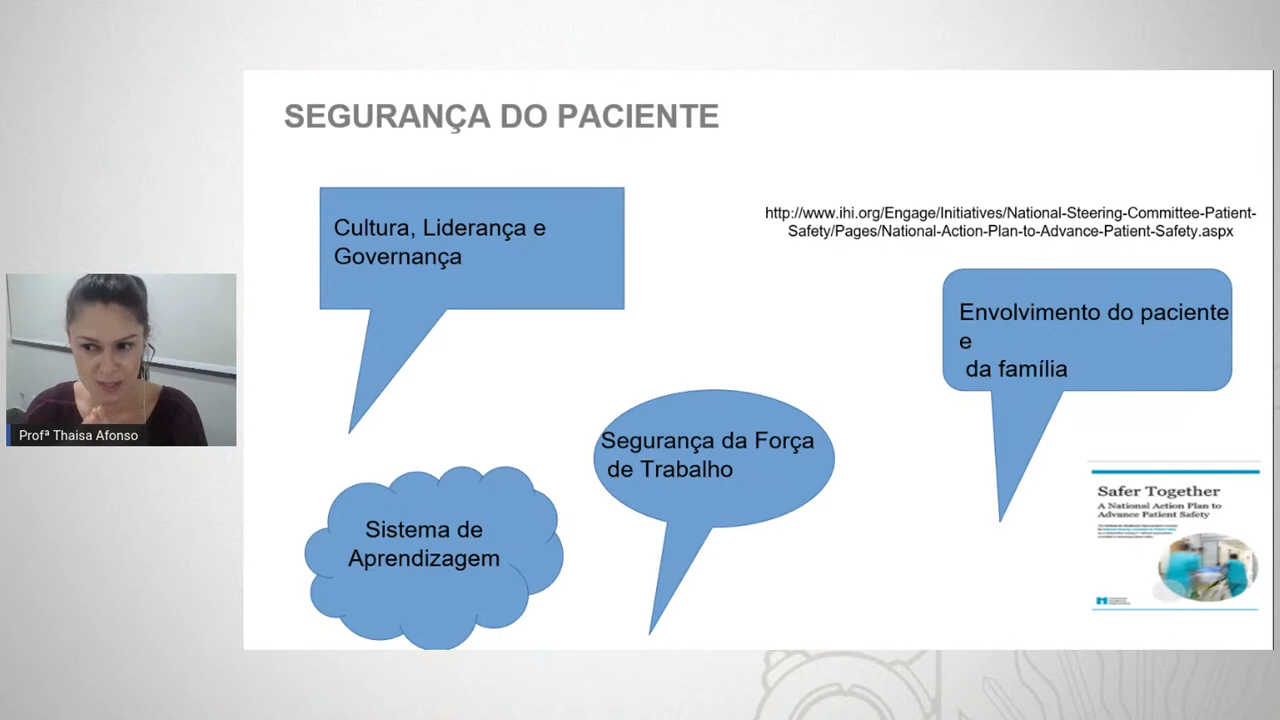 SEGURANÇA DO PACIENTE
Cultura, Liderança e
Governança
http://www.ihi.org/Engage/Initiatives/National-Steering-Committee-Patient-
Safety/Pages/National-Action-Plan-to-Advance-Patient-Safety.aspx
Envolvimento do paciente
e
da família
Segurança da Força
de Trabalho
Sistema de
Aprendizagem
Safer Together
A National Action Plan to
Advance Patient Safety
Profª Thaisa Afonso